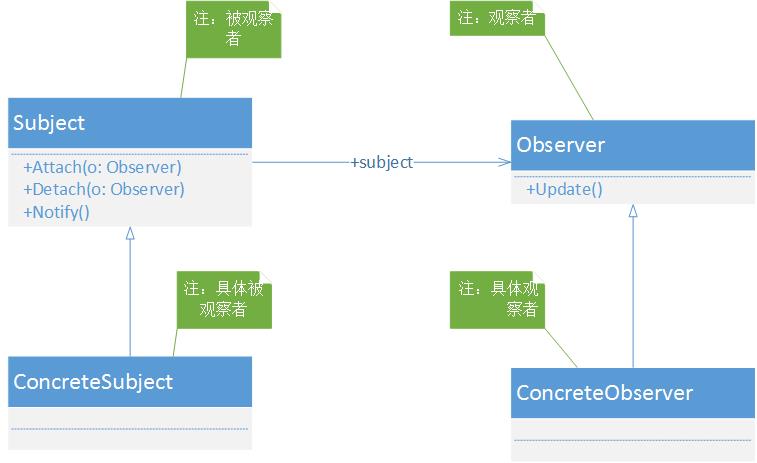 注：被观察
者
注：观察者
Subject
+Attach(o: Observer)
+Detach(o: Observer)
+Notify()
+subject
Observer
+Update()
注：具体被
观察者
注：具体观
察者
ConcreteSubject
ConcreteObserver